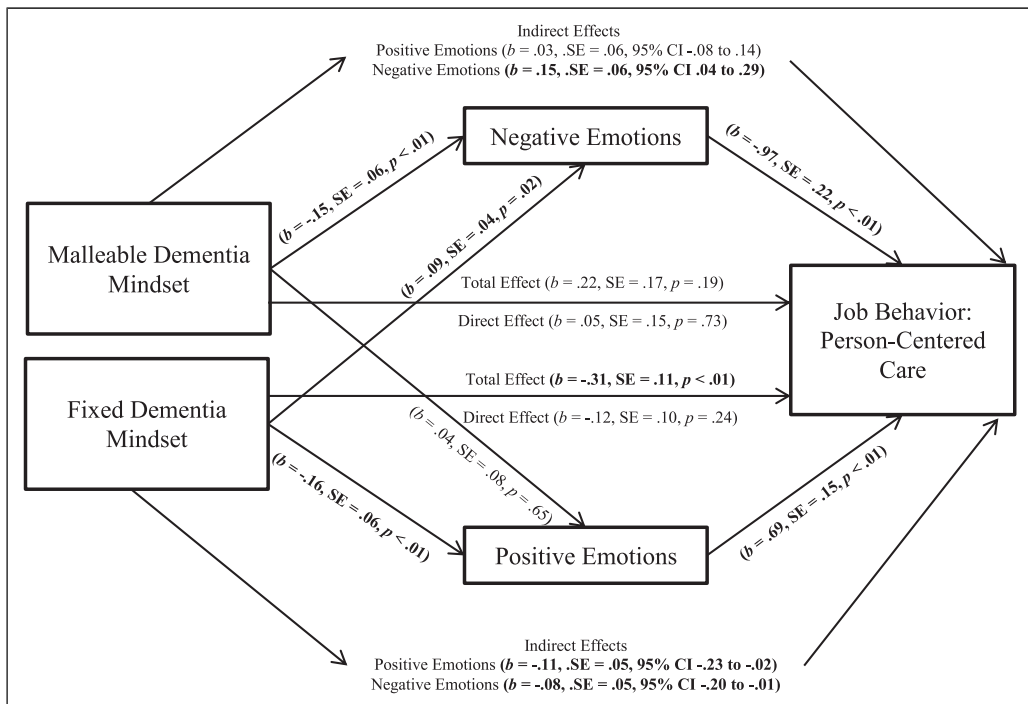 Indirect Effects
Positive Emotions (b = .03, .SE = .06, 95% CI -.08 to .14)
Negative Emotions (b = .15, .SE = .06, 95% CI .04 to .29)
Negative Emotions
(b = -.15, SE = .06, p < .01)
(b = -.97, SE = .22, p < .01)
(b = .09, SE = .04, p = .02)
Malleable Dementia
Mindset
Total Effect (b = .22, SE = .17, p = .19)
Direct Effect (b = .05, SE = .15, p = .73)
Job Behavior:
Person-Centered
Care
Total Effect (b = -.31, SE = .11, p < .01)
Direct Effect (b = -.12, SE = .10, p = .24)
Fixed Dementia
Mindset
(b = .04, SE = .08, p = .65)
(b = -.16, SE = .06, p < .01)
(b = .69, SE = .15, p < .01)
Positive Emotions
Indirect Effects
Positive Emotions (b = -.11, .SE = .05, 95% CI -.23 to -.02)
Negative Emotions (b = -.08, .SE = .05, 95% CI -.20 to -.01)